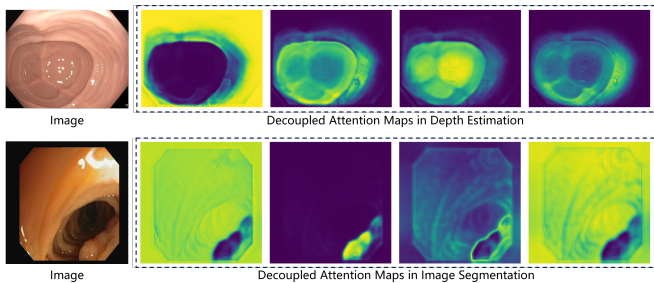 Image
Decoupled Attention Maps in Depth Estimation
Image
Decoupled Attention Maps in Image Segmentation